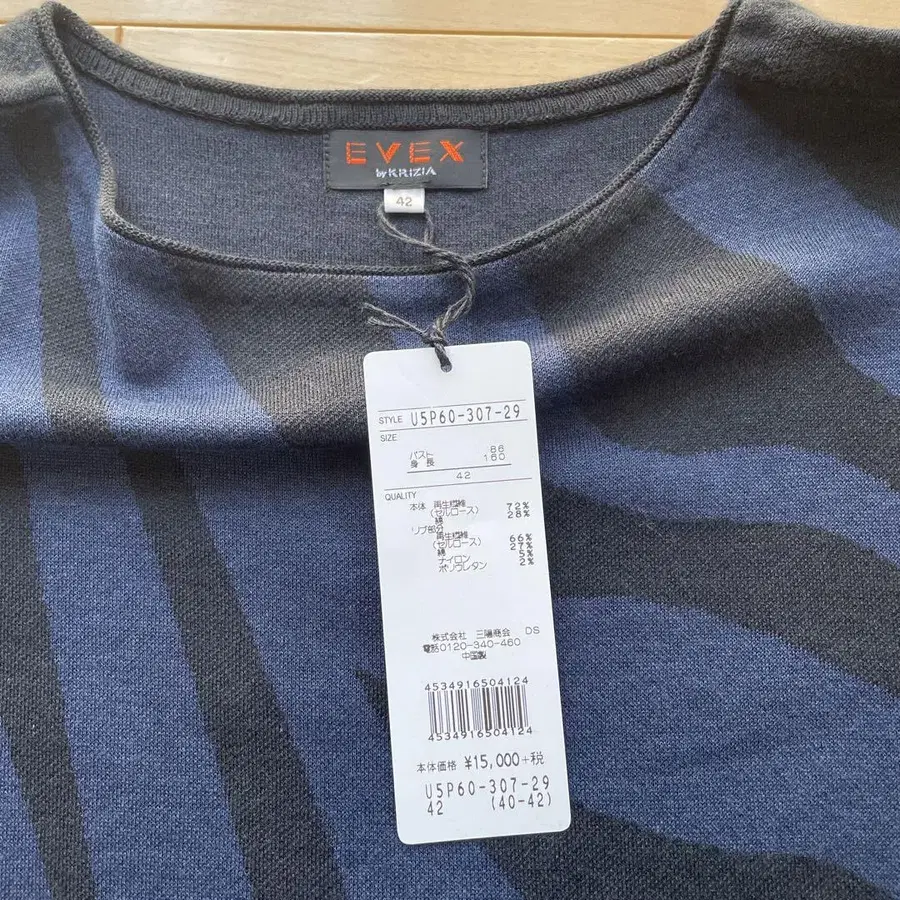 EVEX
by KRIZIA
42
STYLE U5P60-307-29
SIZE
バスト 86
身長 160
42
QUALITY
本体 再生繊維
(セルロース) 72%
綿 28%
リブ部分
再生繊維
(セルロース) 66%
綿 27%
ナイロン 5%
ポリウレタン 2%
株式会社 三陽商会 DS
電話0120-340-460
中国製
4534916504124
4534916504124
本体価格 ¥15,000+税
U5P60-307-29
42 (40-42)